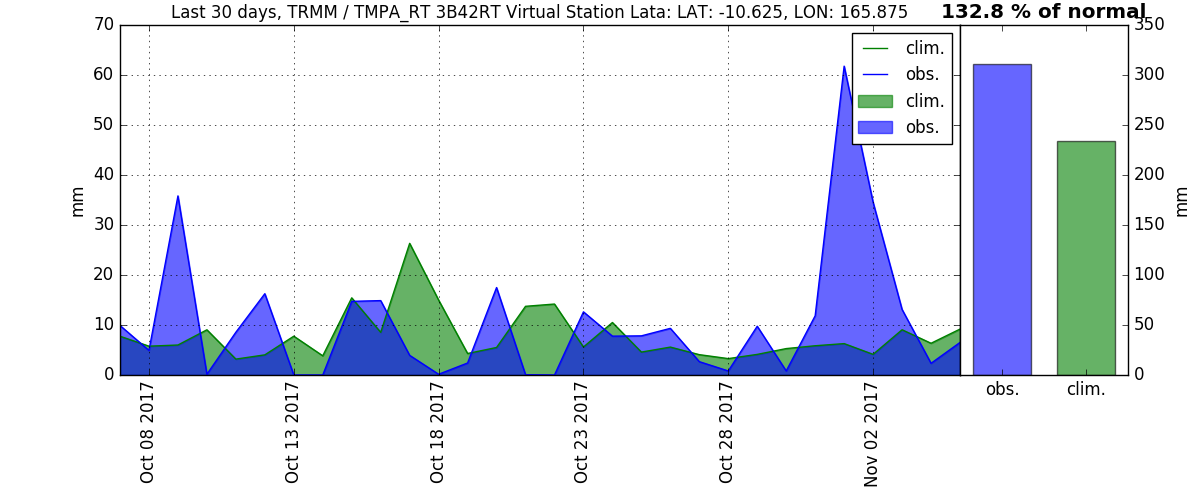 Last 30 days, TRMM / TMPA_RT 3B42RT Virtual Station Lata: LAT: -10.625, LON: 165.875
132.8 % of normal
70
60
50
40
30
20
10
0
mm
clim.
obs.
clim.
obs.
Oct 08 2017
Oct 13 2017
Oct 18 2017
Oct 23 2017
Oct 28 2017
Nov 02 2017
350
300
250
200
150
100
50
0
mm
obs.
clim.